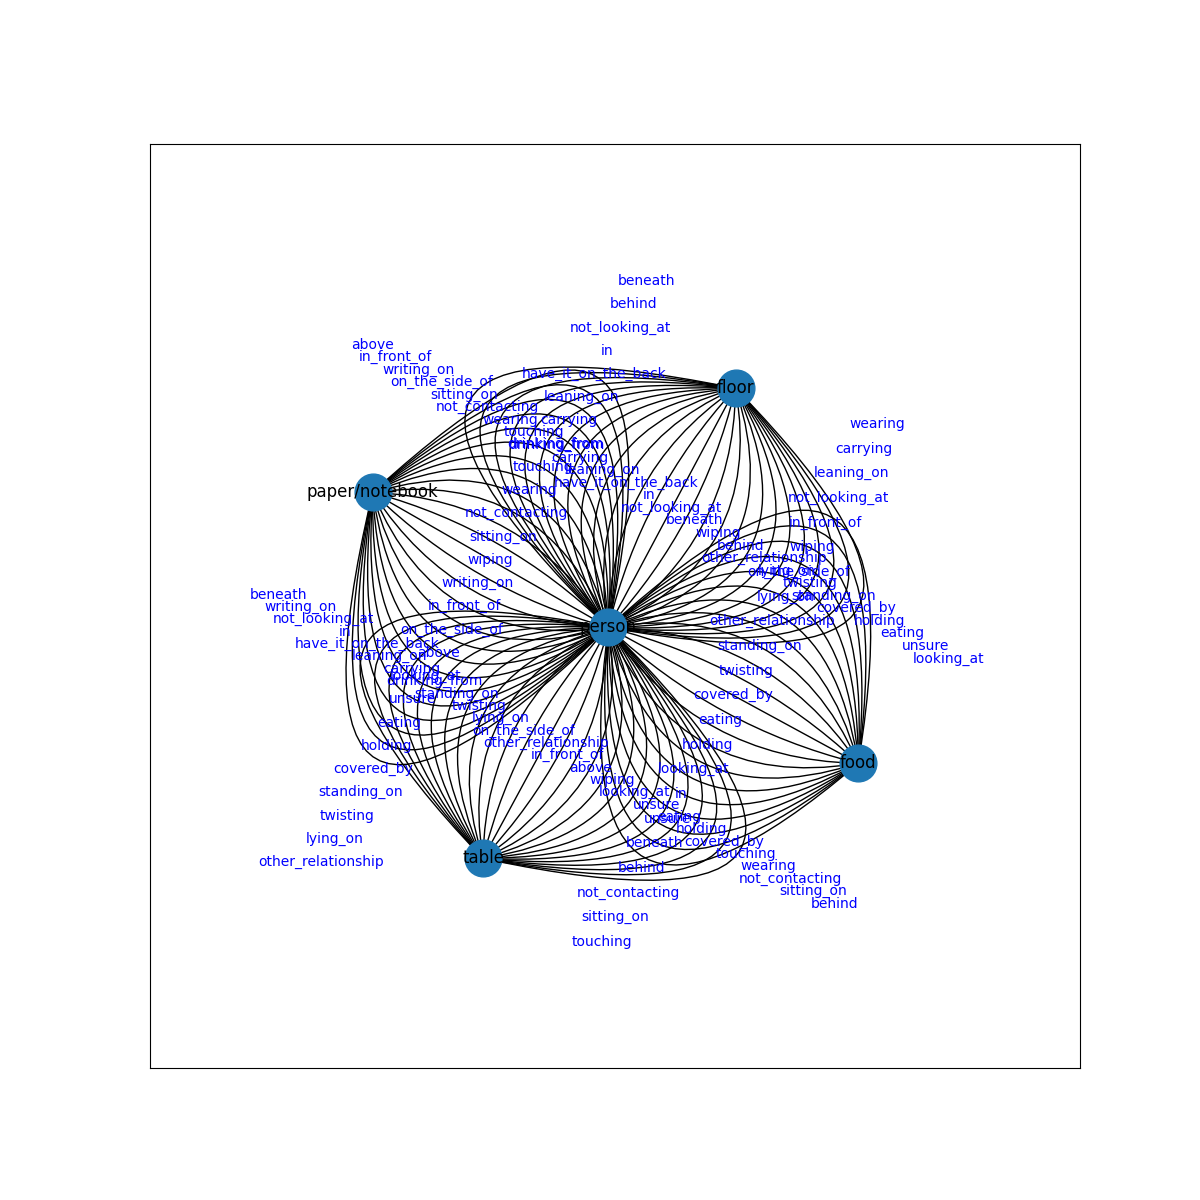 beneath
behind
not_looking_at
above
in
in_front_of
writing_on
have_it_on_the_back
on_the_side_of
floor
sitting_on
leaning_on
not_contacting
wearing
carrying
wearing
touching
drinking_from
carrying
carrying
touching
leaning_on
leaning_on
have_it_on_the_back
wearing
paper/notebook
in
not_looking_at
not_looking_at
not_contacting
beneath
in_front_of
wiping
sitting_on
behind
wiping
other_relationship
wiping
lying_on
on_the_side_of
writing_on
twisting
beneath
lying_on
standing_on
writing_on
in_front_of
covered_by
not_looking_at
other_relationship
holding
person
in
on_the_side_of
eating
have_it_on_the_back
standing_on
unsure
leaning_on
above
looking_at
carrying
twisting
looking_at
drinking_from
standing_on
covered_by
unsure
twisting
lying_on
eating
eating
on_the_side_of
holding
other_relationship
holding
in_front_of
food
covered_by
above
looking_at
wiping
standing_on
looking_at
in
unsure
twisting
unsure
eating
holding
lying_on
beneath
covered_by
other_relationship
table
touching
behind
wearing
not_contacting
not_contacting
sitting_on
behind
sitting_on
touching